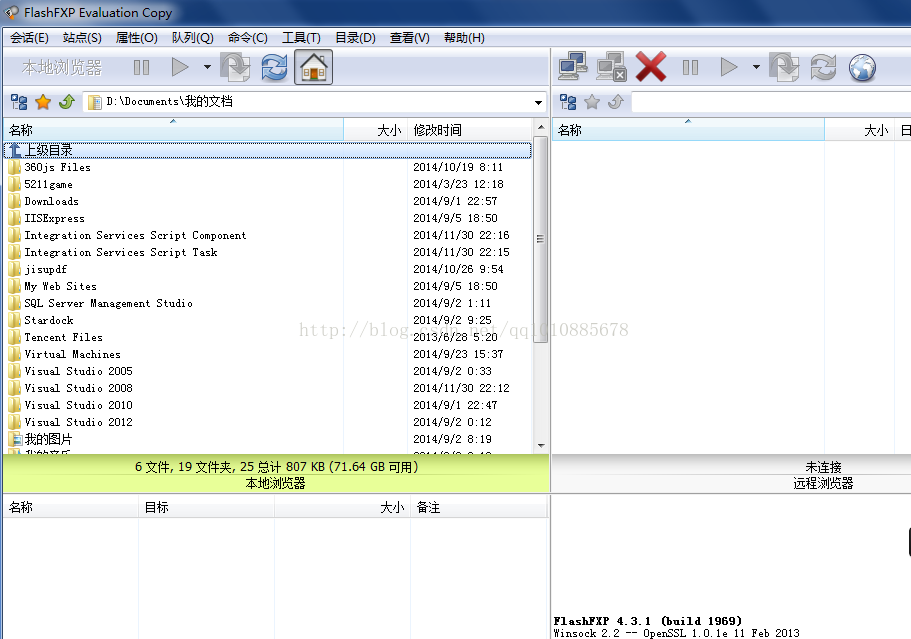 FlashFXP Evaluation Copy
会话(E) 站点(S) 属性(O) 队列(Q) 命令(C) 工具(T) 目录(D) 查看(V) 帮助(H)
本地浏览器
D:\Documents\我的文档
名称 大小 修改时间
上级目录
360js Files 2014/10/19 8:11
5211game 2014/3/23 12:18
Downloads 2014/9/1 22:57
IISExpress 2014/9/5 18:50
Integration Services Script Component 2014/11/30 22:16
Integration Services Script Task 2014/11/30 22:15
jisupdf 2014/10/26 9:54
My Web Sites 2014/9/5 18:50
SQL Server Management Studio 2014/9/2 1:11
Stardock 2014/9/2 9:25
Tencent Files 2013/6/28 5:20
Virtual Machines 2014/9/23 15:37
Visual Studio 2005 2014/9/2 0:33
Visual Studio 2008 2014/11/30 22:12
Visual Studio 2010 2014/9/1 22:47
Visual Studio 2012 2014/9/2 0:12
我的图片 2014/9/2 8:19
6 文件, 19 文件夹, 25 总计 807 KB (71.64 GB 可用)
本地浏览器
名称 目标 大小 备注
名称 大小 日
http://blog.csdn.net/qq1010885678
未连接
远程浏览器
FlashFXP 4.3.1 (build 1969)
Winsock 2.2 -- OpenSSL 1.0.1e 11 Feb 2013